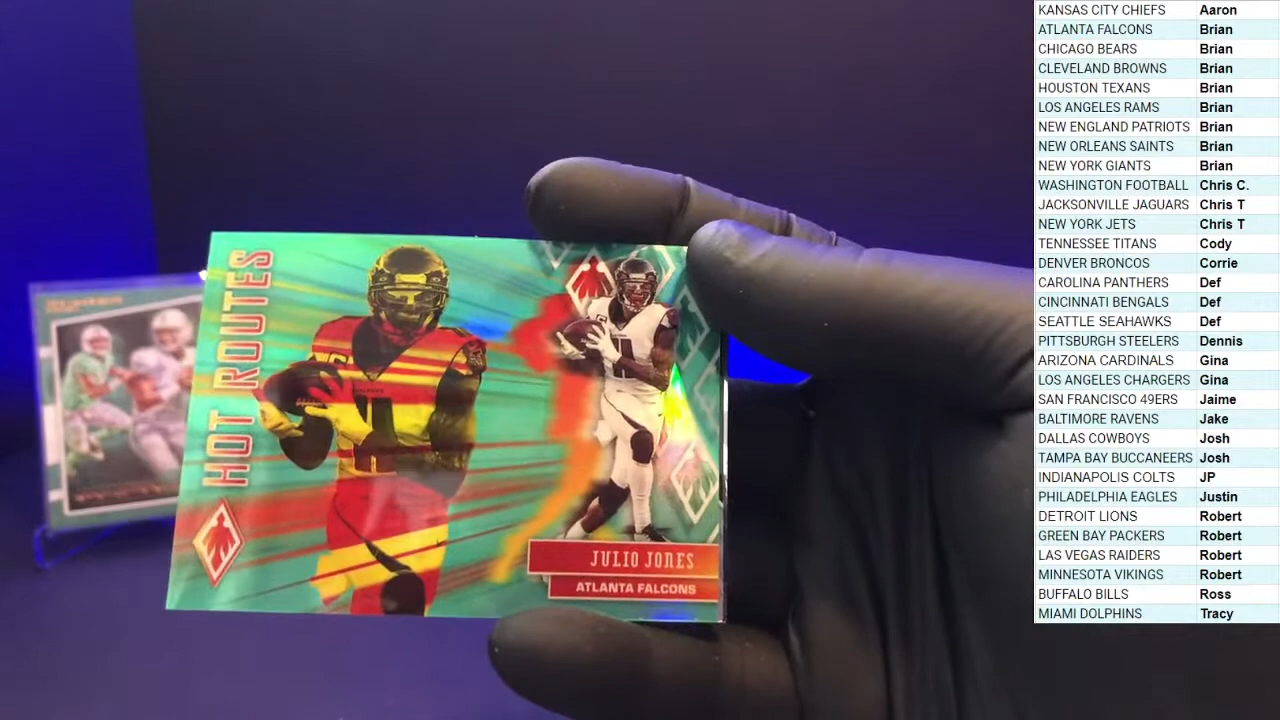 HOT ROUTES
JULIO JONES
ATLANTA FALCONS
KANSAS CITY CHIEFS Aaron
ATLANTA FALCONS Brian
CHICAGO BEARS Brian
CLEVELAND BROWNS Brian
HOUSTON TEXANS Brian
LOS ANGELES RAMS Brian
NEW ENGLAND PATRIOTS Brian
NEW ORLEANS SAINTS Brian
NEW YORK GIANTS Brian
WASHINGTON FOOTBALL Chris C.
JACKSONVILLE JAGUARS Chris T
NEW YORK JETS Chris T
TENNESSEE TITANS Cody
DENVER BRONCOS Corrie
CAROLINA PANTHERS Def
CINCINNATI BENGALS Def
SEATTLE SEAHAWKS Def
PITTSBURGH STEELERS Dennis
ARIZONA CARDINALS Gina
LOS ANGELES CHARGERS Gina
SAN FRANCISCO 49ERS Jaime
BALTIMORE RAVENS Jake
DALLAS COWBOYS Josh
TAMPA BAY BUCCANEERS Josh
INDIANAPOLIS COLTS JP
PHILADELPHIA EAGLES Justin
DETROIT LIONS Robert
GREEN BAY PACKERS Robert
LAS VEGAS RAIDERS Robert
MINNESOTA VIKINGS Robert
BUFFALO BILLS Ross
MIAMI DOLPHINS Tracy